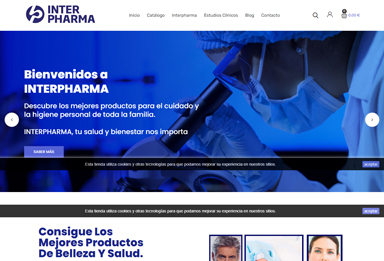 INTER
PHARMA
Inicio Catálogo Interpharma Estudios Clínicos Blog Contacto
0
0,00 €
Bienvenidos a
INTERPHARMA
Descubre los mejores productos para el cuidado y
la higiene personal de toda la familia.
INTERPHARMA, tu salud y bienestar nos importa
SABER MÁS
Esta tienda utiliza cookies y otras tecnologías para que podamos mejorar su experiencia en nuestros sitios.
aceptar
Esta tienda utiliza cookies y otras tecnologías para que podamos mejorar su experiencia en nuestros sitios.
aceptar
Consigue Los
Mejores Productos
De Belleza Y Salud.